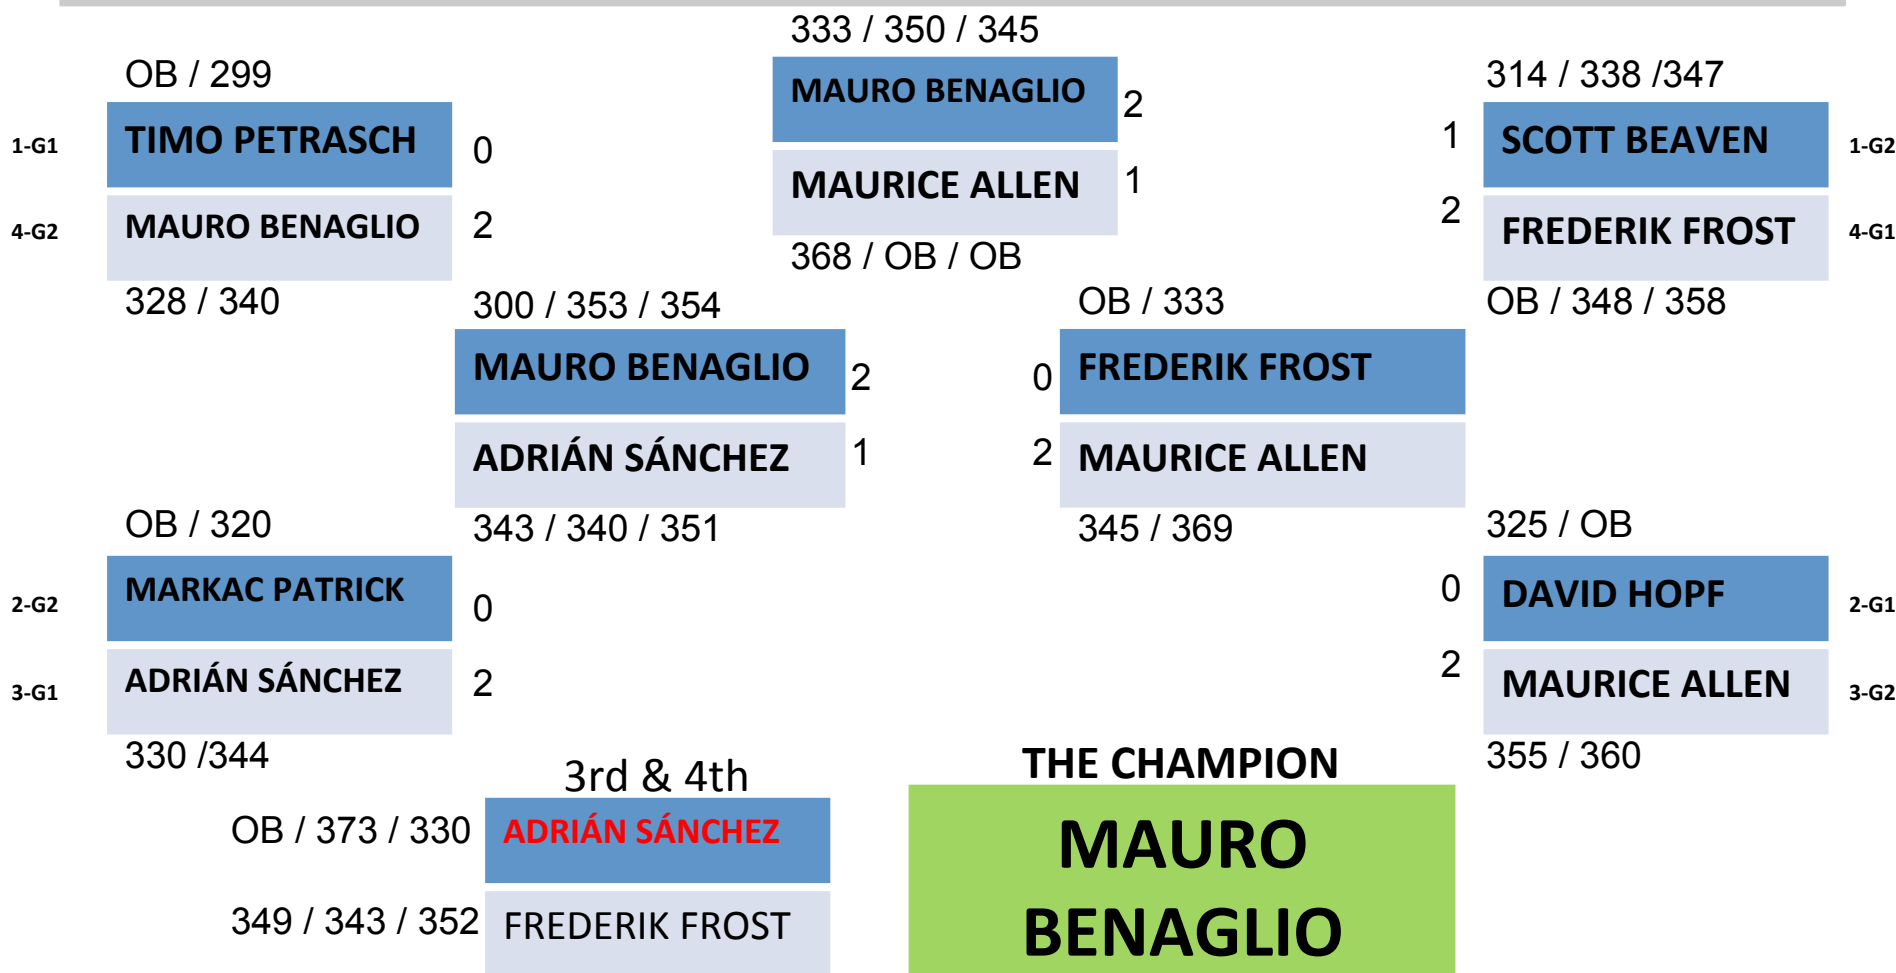 333 / 350 / 345
MAURO BENAGLIO 2
MAURICE ALLEN 1
368 / OB / OB
OB / 299
1-G1 TIMO PETRASCH 0
4-G2 MAURO BENAGLIO 2
328 / 340
314 / 338 /347
1 SCOTT BEAVEN 1-G2
2 FREDERIK FROST 4-G1
OB / 348 / 358
300 / 353 / 354
MAURO BENAGLIO 2
ADRIÁN SÁNCHEZ 1
343 / 340 / 351
OB / 333
0 FREDERIK FROST
2 MAURICE ALLEN
345 / 369
OB / 320
2-G2 MARKAC PATRICK 0
3-G1 ADRIÁN SÁNCHEZ 2
330 /344
325 / OB
0 DAVID HOPF 2-G1
2 MAURICE ALLEN 3-G2
355 / 360
3rd & 4th
OB / 373 / 330 ADRIÁN SÁNCHEZ
349 / 343 / 352 FREDERIK FROST
THE CHAMPION
MAURO
BENAGLIO